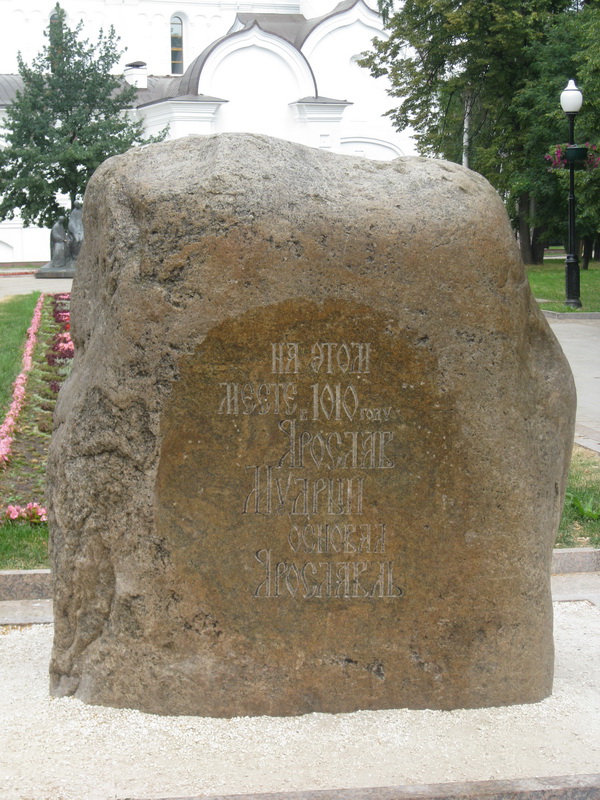 НА ЭТОМ
МЕСТЕ в 1010 году
ЯРОСЛАВ
МУДРЫЙ
ОСНОВАЛ
ЯРОСЛАВЛЬ